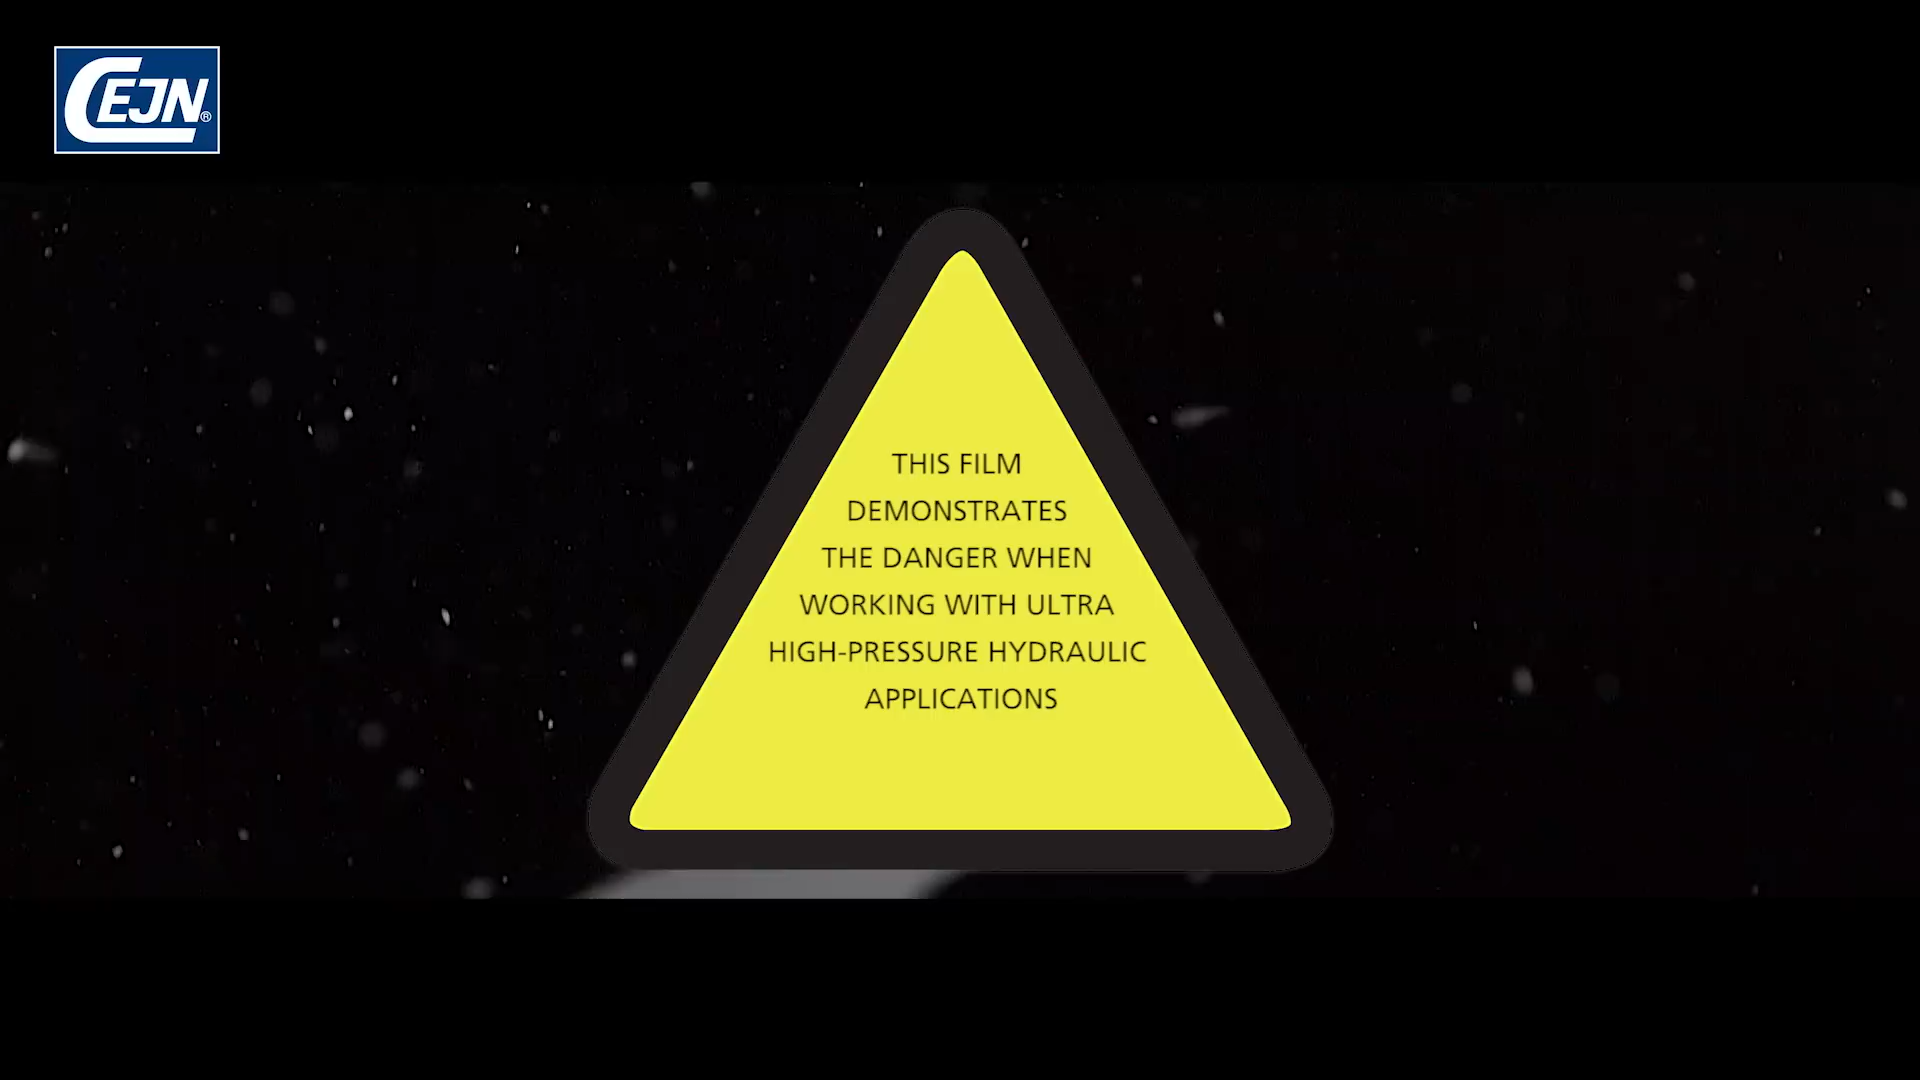 CEJN®
THIS FILM
DEMONSTRATES
THE DANGER WHEN
WORKING WITH ULTRA
HIGH-PRESSURE HYDRAULIC
APPLICATIONS